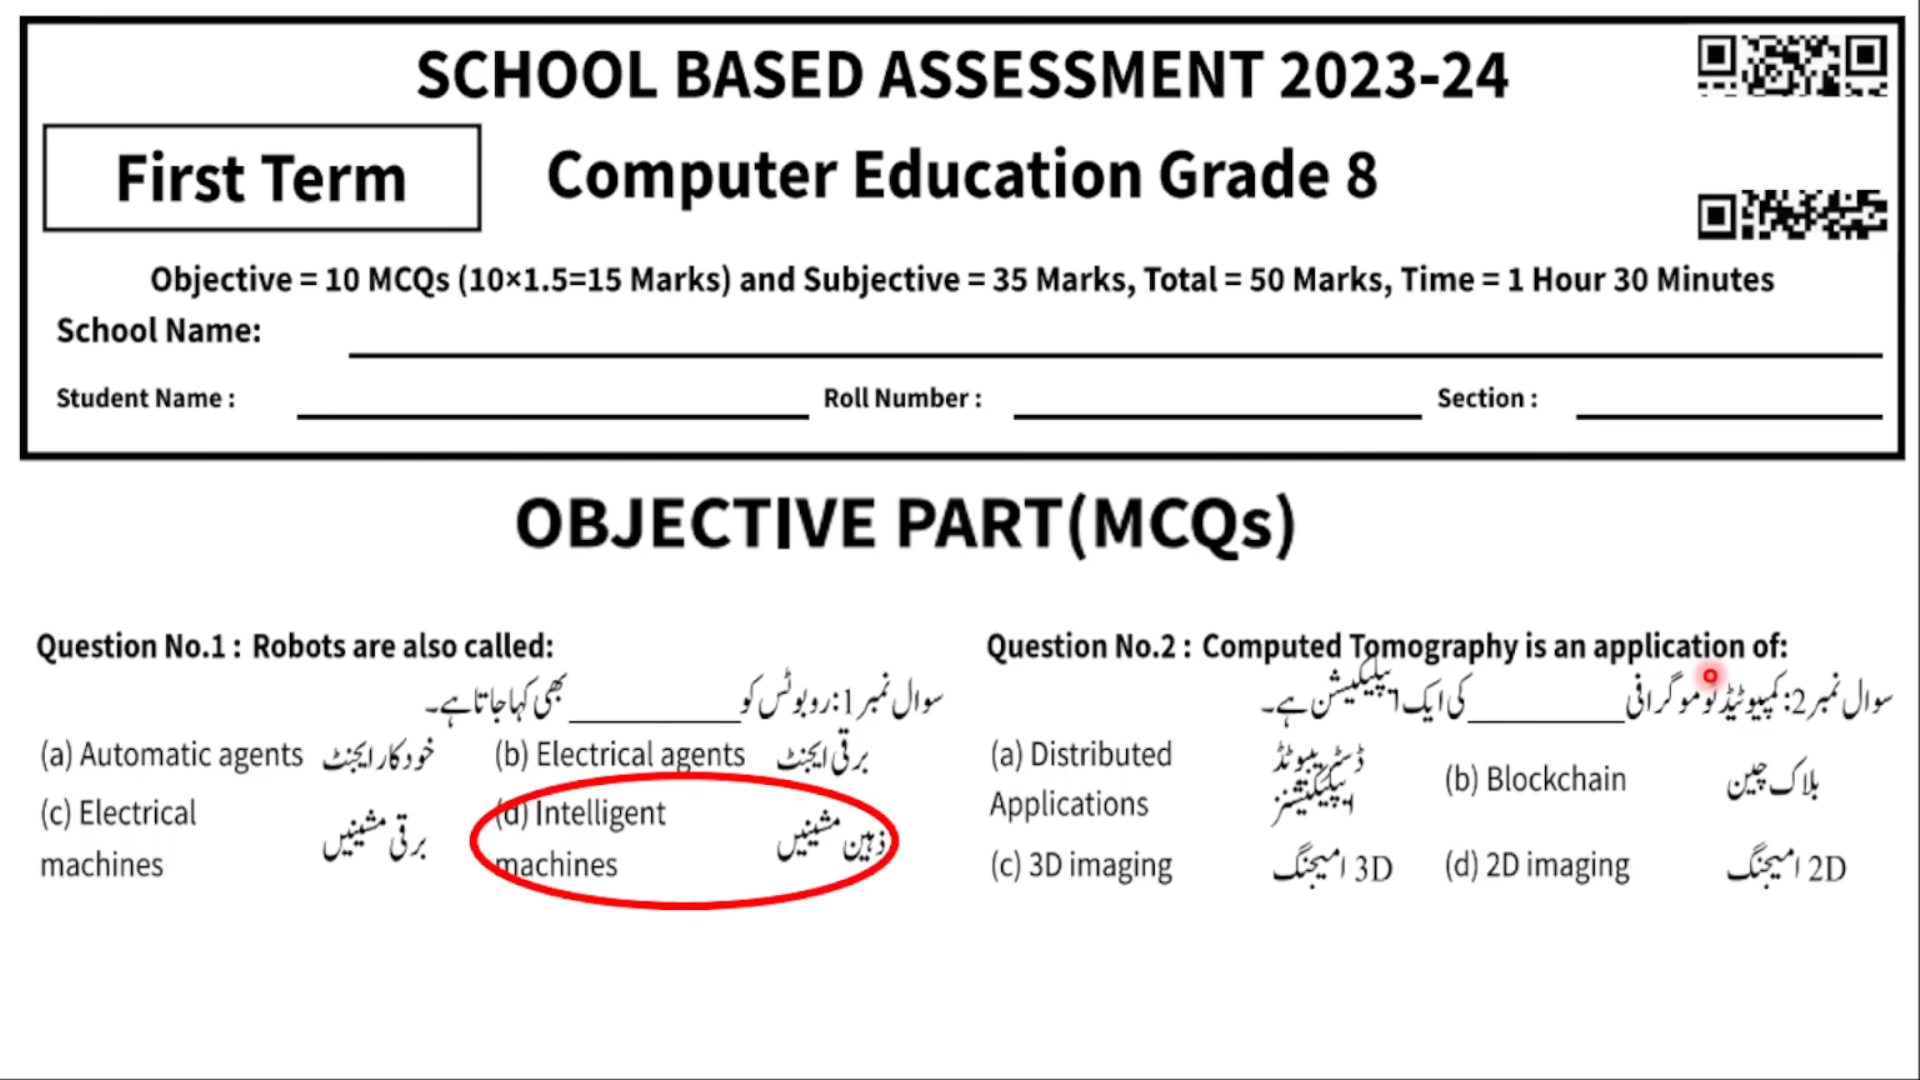 SCHOOL BASED ASSESSMENT 2023-24
First Term
Computer Education Grade 8
Objective = 10 MCQs (10×1.5=15 Marks) and Subjective = 35 Marks, Total = 50 Marks, Time = 1 Hour 30 Minutes
School Name:
Student Name : Roll Number : Section :
OBJECTIVE PART(MCQs)
Question No.1 : Robots are also called:
سوال نمبر 1: روبوٹس کو __________ بھی کہا جاتا ہے۔
(a) Automatic agents خودکار ایجنٹ (b) Electrical agents برقی ایجنٹ
(c) Electrical machines برقی مشینیں (d) Intelligent machines ذہین مشینیں
Question No.2 : Computed Tomography is an application of:
سوال نمبر 2: کمپیوٹیڈ ٹوموگرافی __________ کی ایک ایپلیکیشن ہے۔
(a) Distributed Applications ڈسٹریبیوٹڈ ایپلیکیشنز (b) Blockchain بلاک چین
(c) 3D imaging 3D امیجنگ (d) 2D imaging 2D امیجنگ